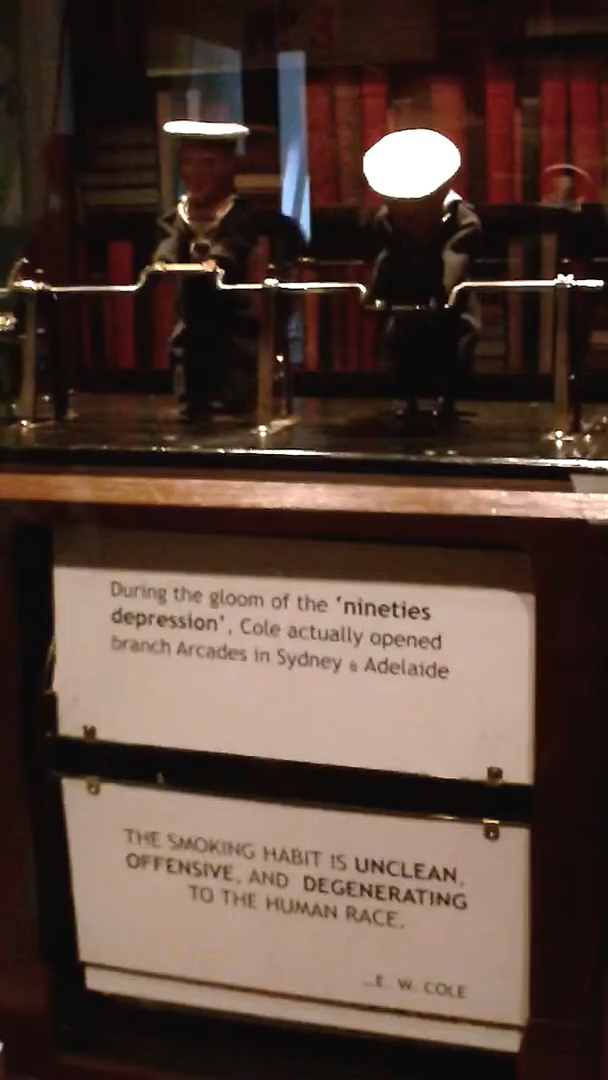 During the gloom of the 'nineties
depression', Cole actually opened
branch Arcades in Sydney & Adelaide
THE SMOKING HABIT IS UNCLEAN,
OFFENSIVE, AND DEGENERATING
TO THE HUMAN RACE.
...E. W. COLE